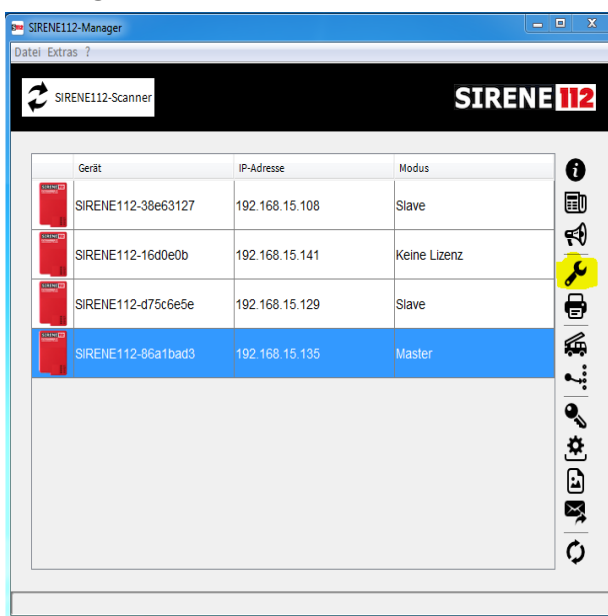 SIRENE112-Manager
Datei Extras ?
SIRENE112-Scanner
SIRENE112
Gerät IP-Adresse Modus
SIRENE112-38e63127 192.168.15.108 Slave
SIRENE112-16d0e0b 192.168.15.141 Keine Lizenz
SIRENE112-d75c6e5e 192.168.15.129 Slave
SIRENE112-86a1bad3 192.168.15.135 Master